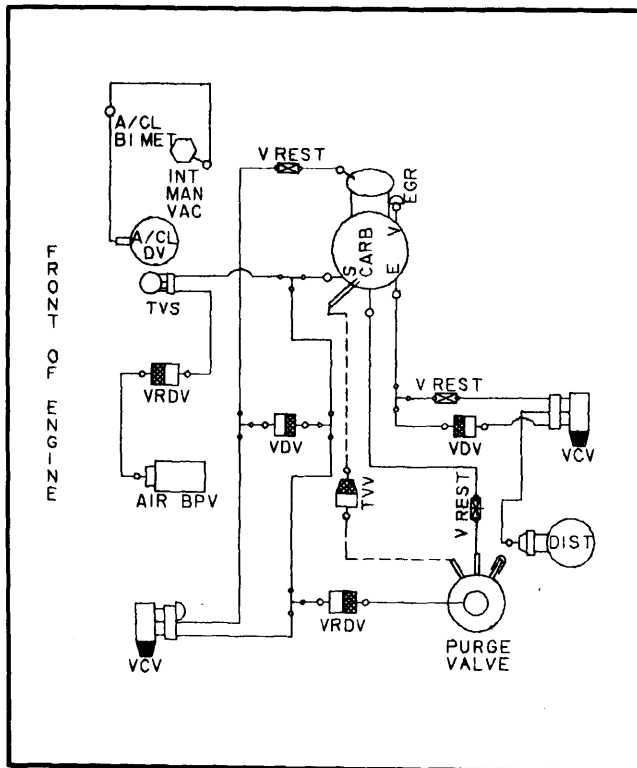 A/CL
BI MET
INT
MAN
VAC
A/CL
DV
V REST
EGR
S
CARB
E
V
TVS
FRONT OF ENGINE
VRDV
AIR BPV
VDV
TVV
V REST
VDV
VCV
V REST
DIST
VCV
VRDV
PURGE
VALVE